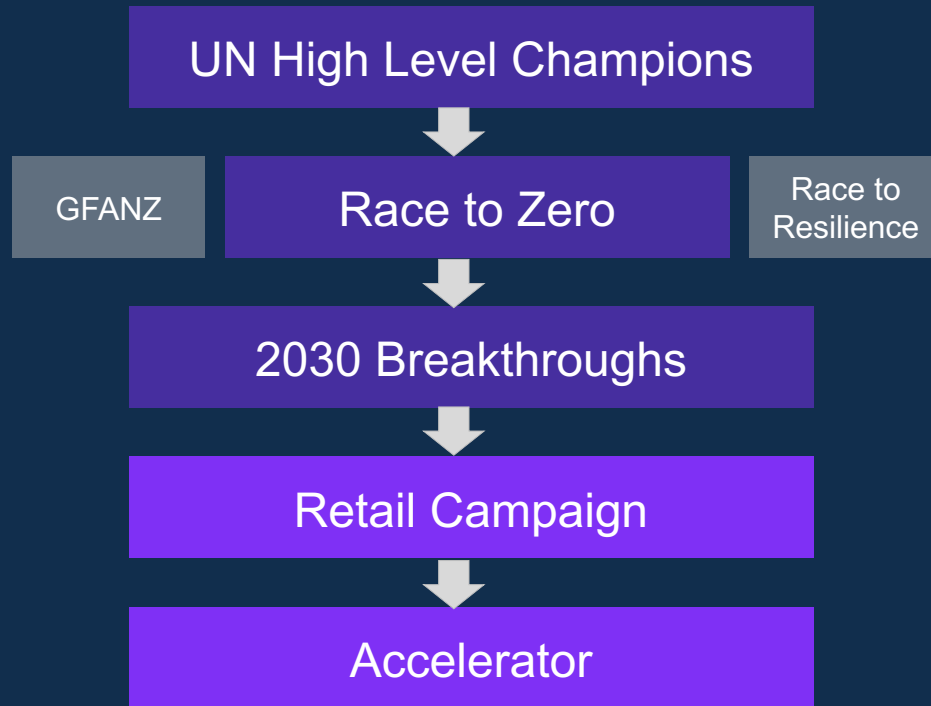 UN High Level Champions
GFANZ
Race to Zero
Race to
Resilience
2030 Breakthroughs
Retail Campaign
Accelerator